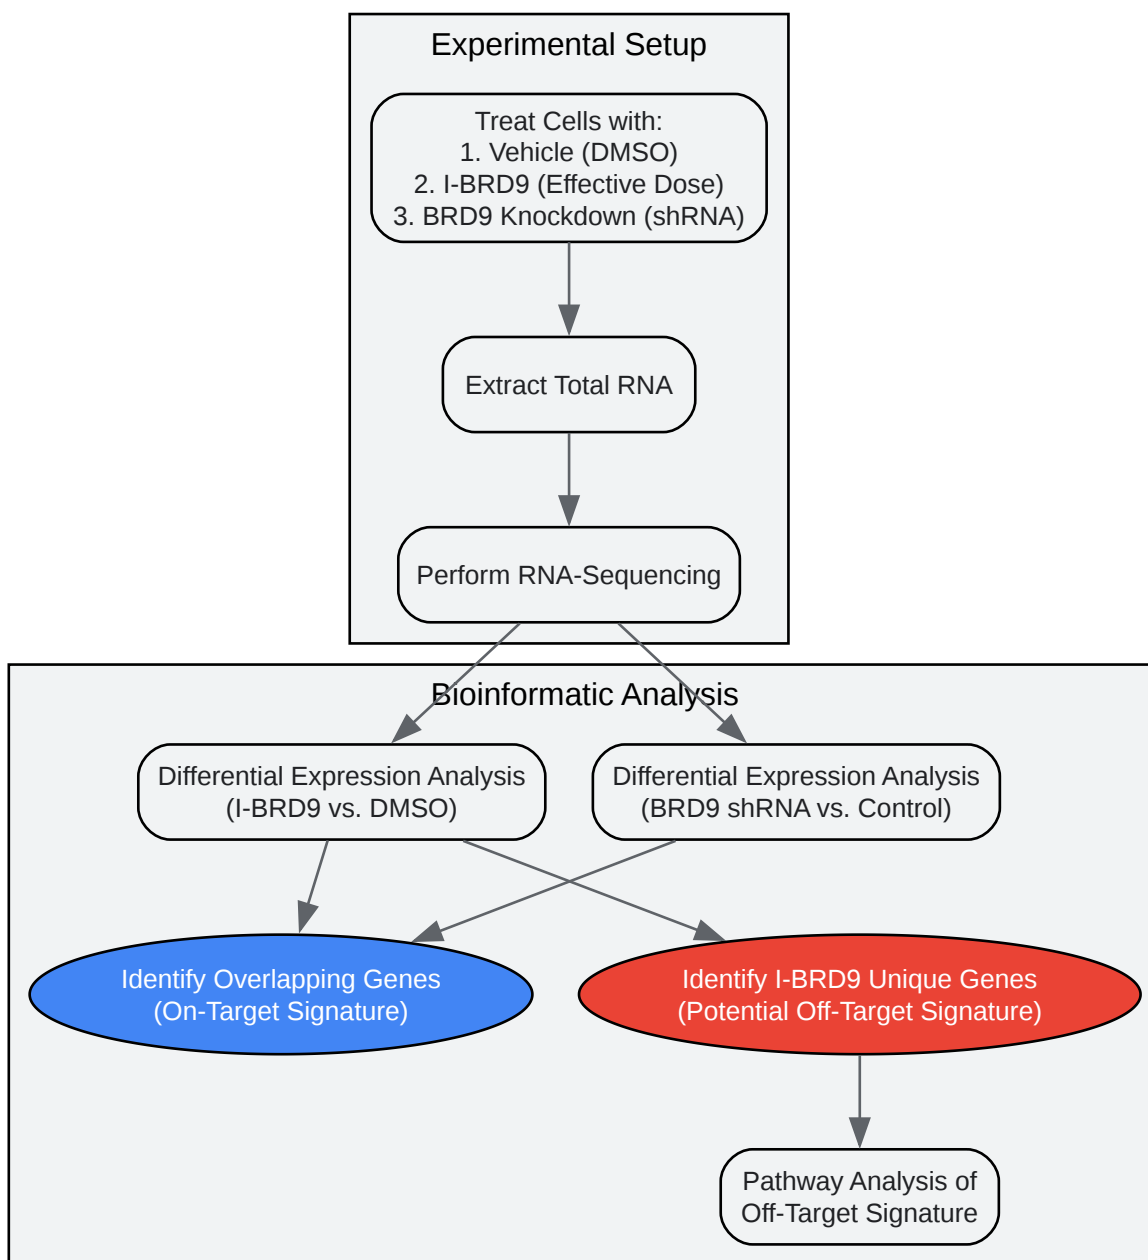 Experimental Setup
Treat Cells with:
1. Vehicle (DMSO)
2. I-BRD9 (Effective Dose)
3. BRD9 Knockdown (shRNA)
Extract Total RNA
Perform RNA-Sequencing
Bioinformatic Analysis
Differential Expression Analysis
(I-BRD9 vs. DMSO)
Differential Expression Analysis
(BRD9 shRNA vs. Control)
Identify Overlapping Genes
(On-Target Signature)
Identify I-BRD9 Unique Genes
(Potential Off-Target Signature)
Pathway Analysis of
Off-Target Signature